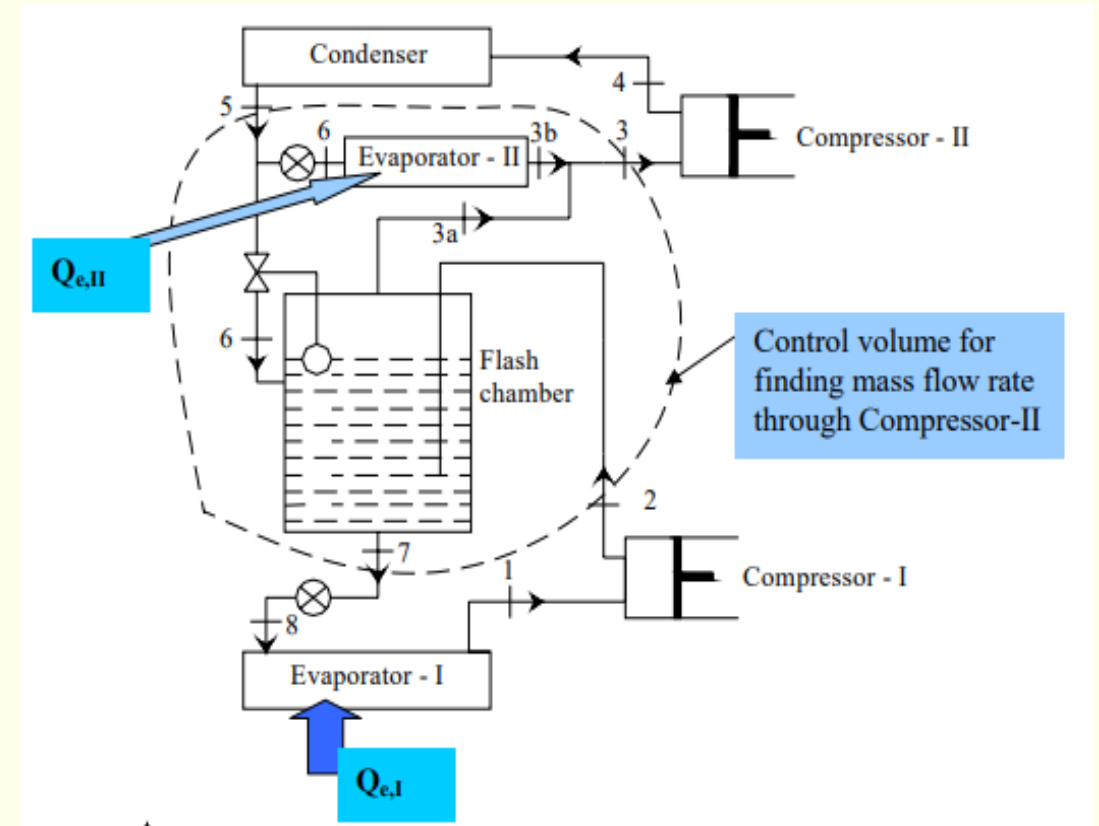 Condenser
4
5
6
3b
3
Evaporator - II
Compressor - II
3a
Qe,II
6
Flash
chamber
Control volume for
finding mass flow rate
through Compressor-II
2
7
1
Compressor - I
8
Evaporator - I
Qe,I